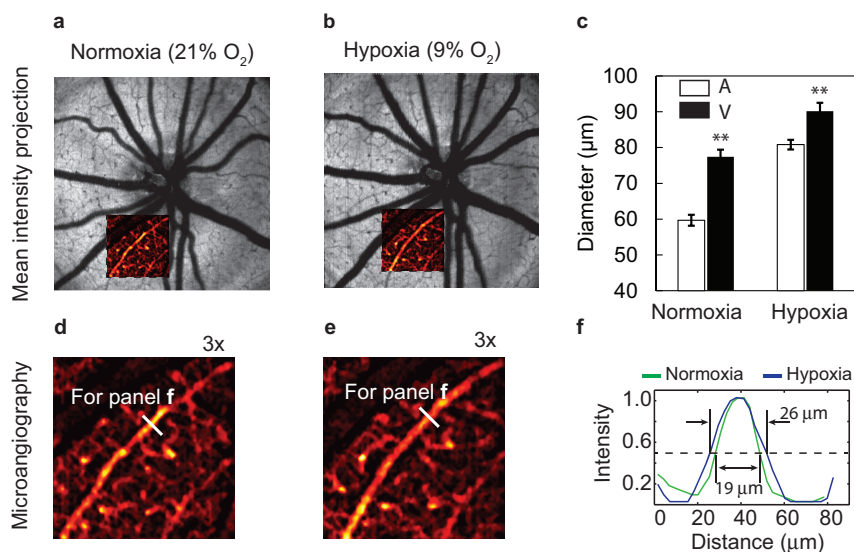 a
b
c
Normoxia (21% O₂)
Hypoxia (9% O₂)
Mean intensity projection
Diameter (µm)
100
90
80
70
60
50
40
A
V
**
**
Normoxia
Hypoxia
d
e
f
3x
3x
Microangiography
For panel f
For panel f
Normoxia
Hypoxia
Intensity
1.0
0.6
0.2
26 µm
19 µm
0
20
40
60
80
Distance (µm)